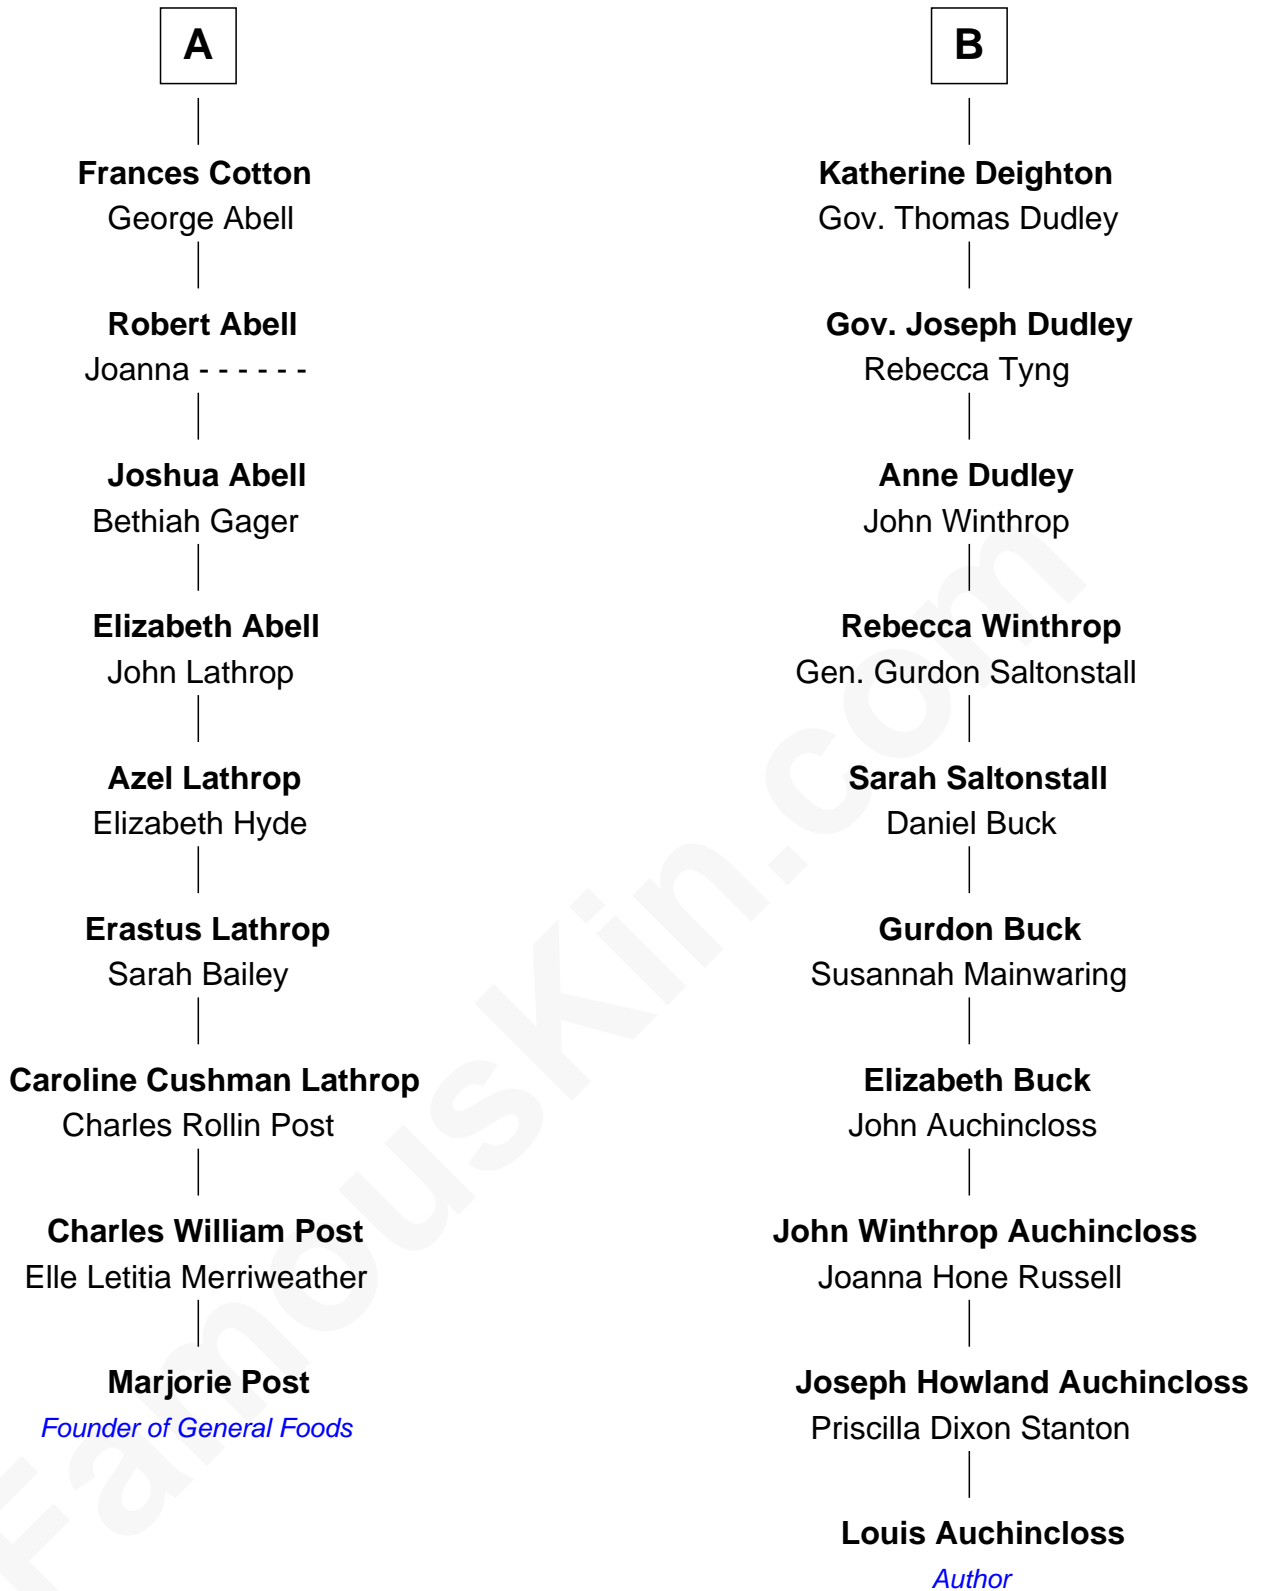 A
Frances Cotton
George Abell
Robert Abell
Joanna - - - - - -
Joshua Abell
Bethiah Gager
Elizabeth Abell
John Lathrop
Azel Lathrop
Elizabeth Hyde
Erastus Lathrop
Sarah Bailey
Caroline Cushman Lathrop
Charles Rollin Post
Charles William Post
Elle Letitia Merriweather
Marjorie Post
Founder of General Foods
B
Katherine Deighton
Gov. Thomas Dudley
Gov. Joseph Dudley
Rebecca Tyng
Anne Dudley
John Winthrop
Rebecca Winthrop
Gen. Gurdon Saltonstall
Sarah Saltonstall
Daniel Buck
Gurdon Buck
Susannah Mainwaring
Elizabeth Buck
John Auchincloss
John Winthrop Auchincloss
Joanna Hone Russell
Joseph Howland Auchincloss
Priscilla Dixon Stanton
Louis Auchincloss
Author
FamousKin.com